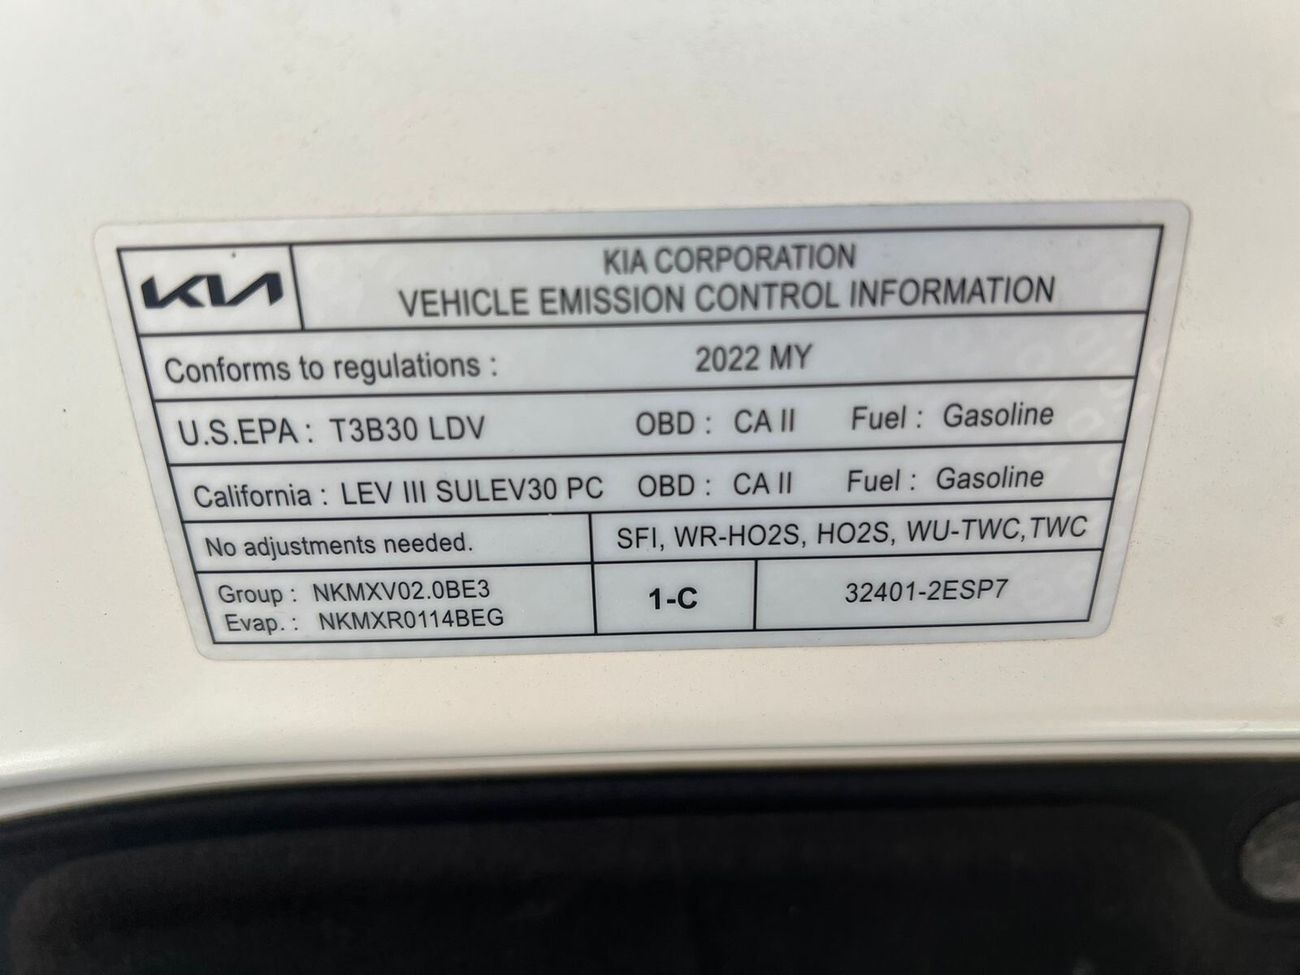 KIA
KIA CORPORATION
VEHICLE EMISSION CONTROL INFORMATION
Conforms to regulations : 2022 MY
U.S.EPA : T3B30 LDV OBD : CA II Fuel : Gasoline
California : LEV III SULEV30 PC OBD : CA II Fuel : Gasoline
No adjustments needed. SFI, WR-HO2S, HO2S, WU-TWC, TWC
Group : NKMXV02.0BE3
Evap. : NKMXR0114BEG
1-C
32401-2ESP7